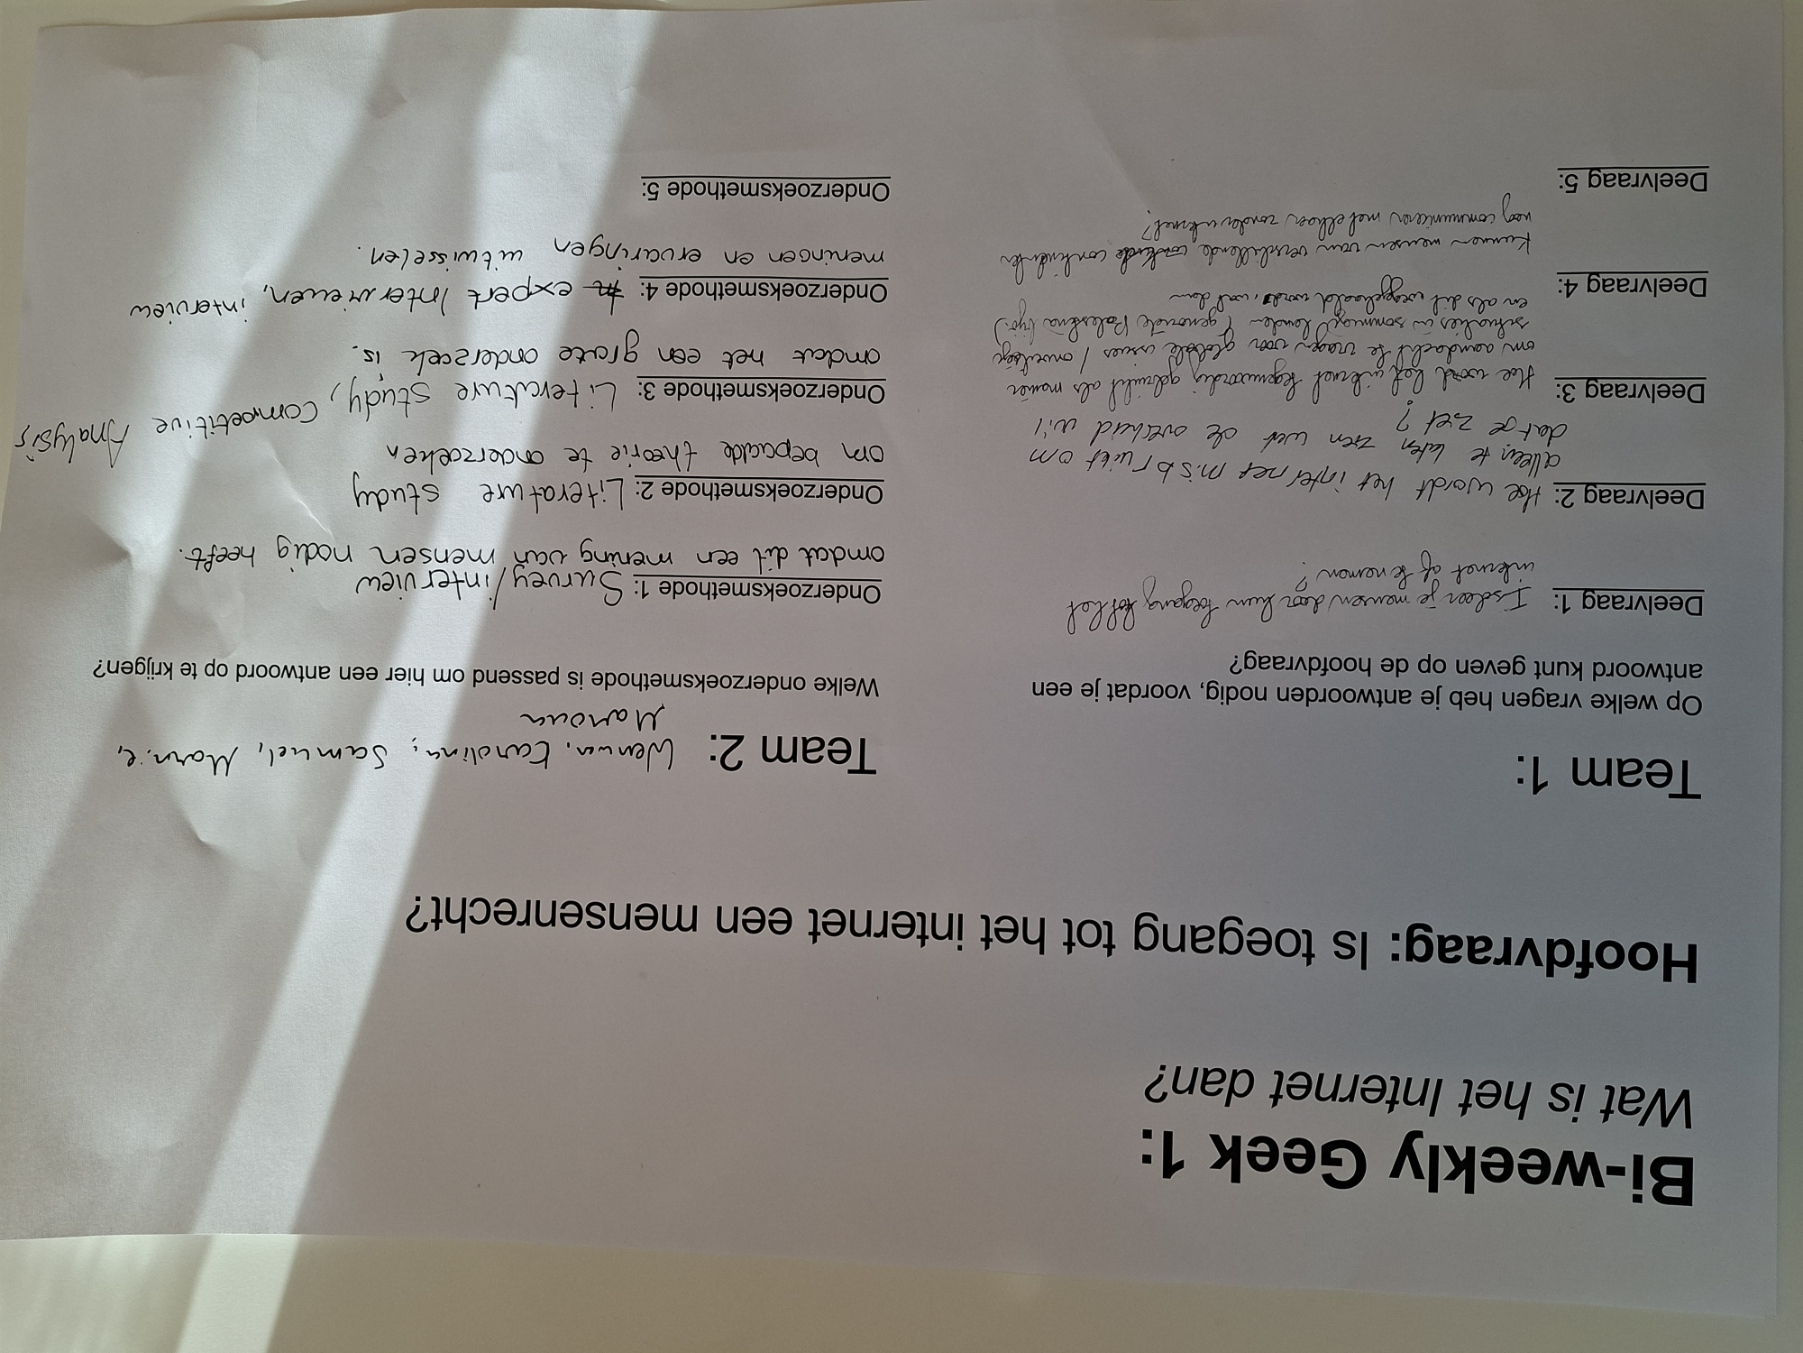 Bi-weekly Geek 1:
Wat is het Internet dan?
Hoofdvraag: Is toegang tot het internet een mensenrecht?
Team 1:
Op welke vragen heb je antwoorden nodig, voordat je een
antwoord kunt geven op de hoofdvraag?
Deelvraag 1: Isoleer je mensen door hun toegang tot het
internet af te nemen?
Deelvraag 2: Hoe wordt het internet misbruikt om
alleen te laten zien wat de overheid wil
dat je ziet?
Deelvraag 3: Hoe word het internet tegenwoordig gebruikt als manier
om aandacht te vragen voor globale issues / onveilige
situaties in sommige landen (genocide Palestina bijv.)
en als dit weggehaald word, wat dan
Deelvraag 4:
Kunnen mensen van verschillende continenten
nog communiceren met elkaar zonder internet?
Deelvraag 5:
Team 2: Karolina, Samuel, Marnie,
Maroua
Welke onderzoeksmethode is passend om hier een antwoord op te krijgen?
Onderzoeksmethode 1: Survey/interview
omdat dit een mening van mensen nodig heeft.
Onderzoeksmethode 2: Literature study
om bepaalde theorie te onderzoeken
Onderzoeksmethode 3: Literature study, Competitive Analysis
omdat het een grote onderzoek is.
Onderzoeksmethode 4: expert Interviewen, interview
meningen en ervaringen uitwisselen.
Onderzoeksmethode 5: